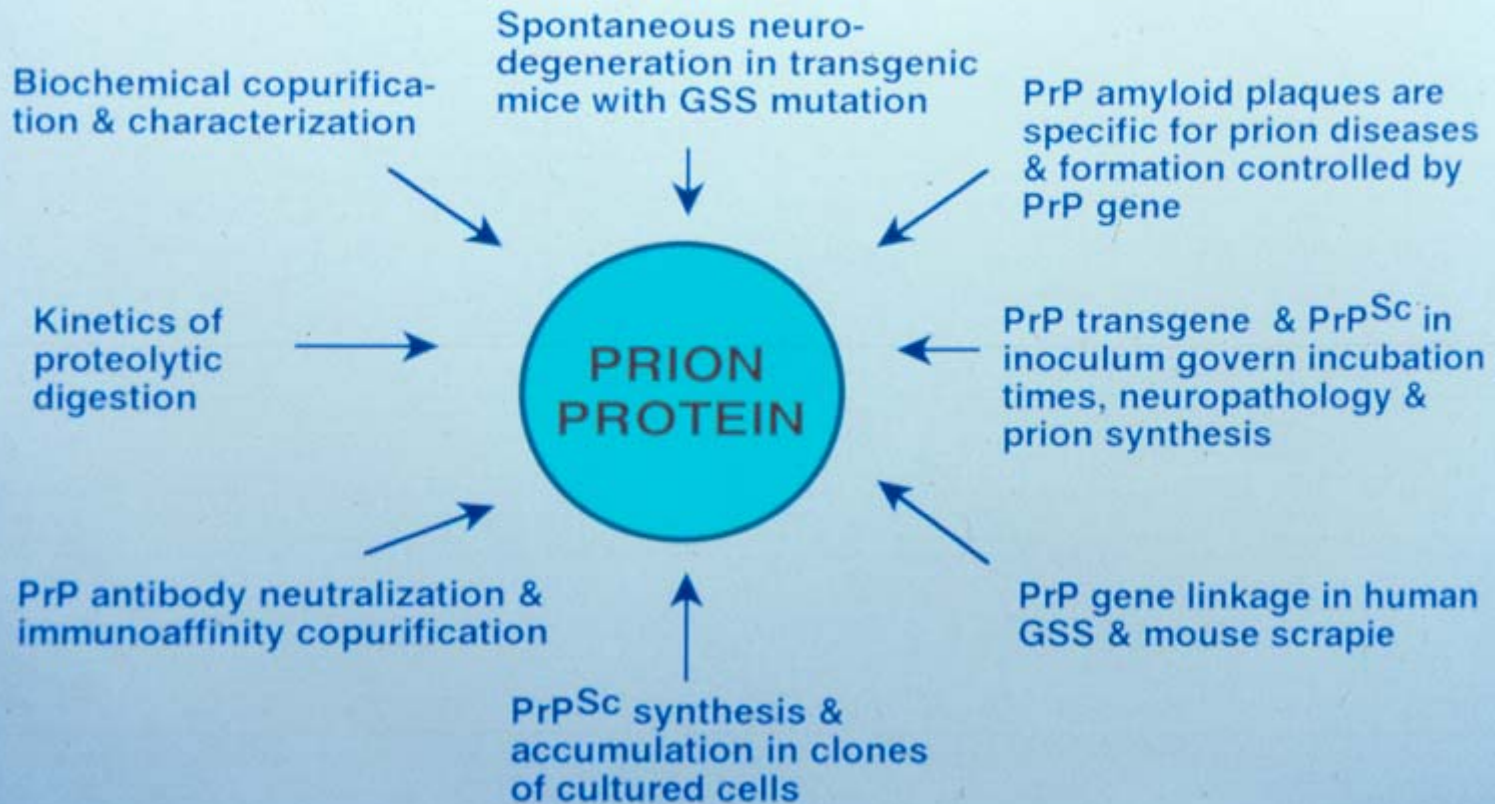 Spontaneous neuro-
degeneration in transgenic
mice with GSS mutation
Biochemical copurifica-
tion & characterization
PrP amyloid plaques are
specific for prion diseases
& formation controlled by
PrP gene
Kinetics of
proteolytic
digestion
PRION
PROTEIN
PrP transgene & PrPSc in
inoculum govern incubation
times, neuropathology &
prion synthesis
PrP antibody neutralization &
immunoaffinity copurification
PrP gene linkage in human
GSS & mouse scrapie
PrPSc synthesis &
accumulation in clones
of cultured cells